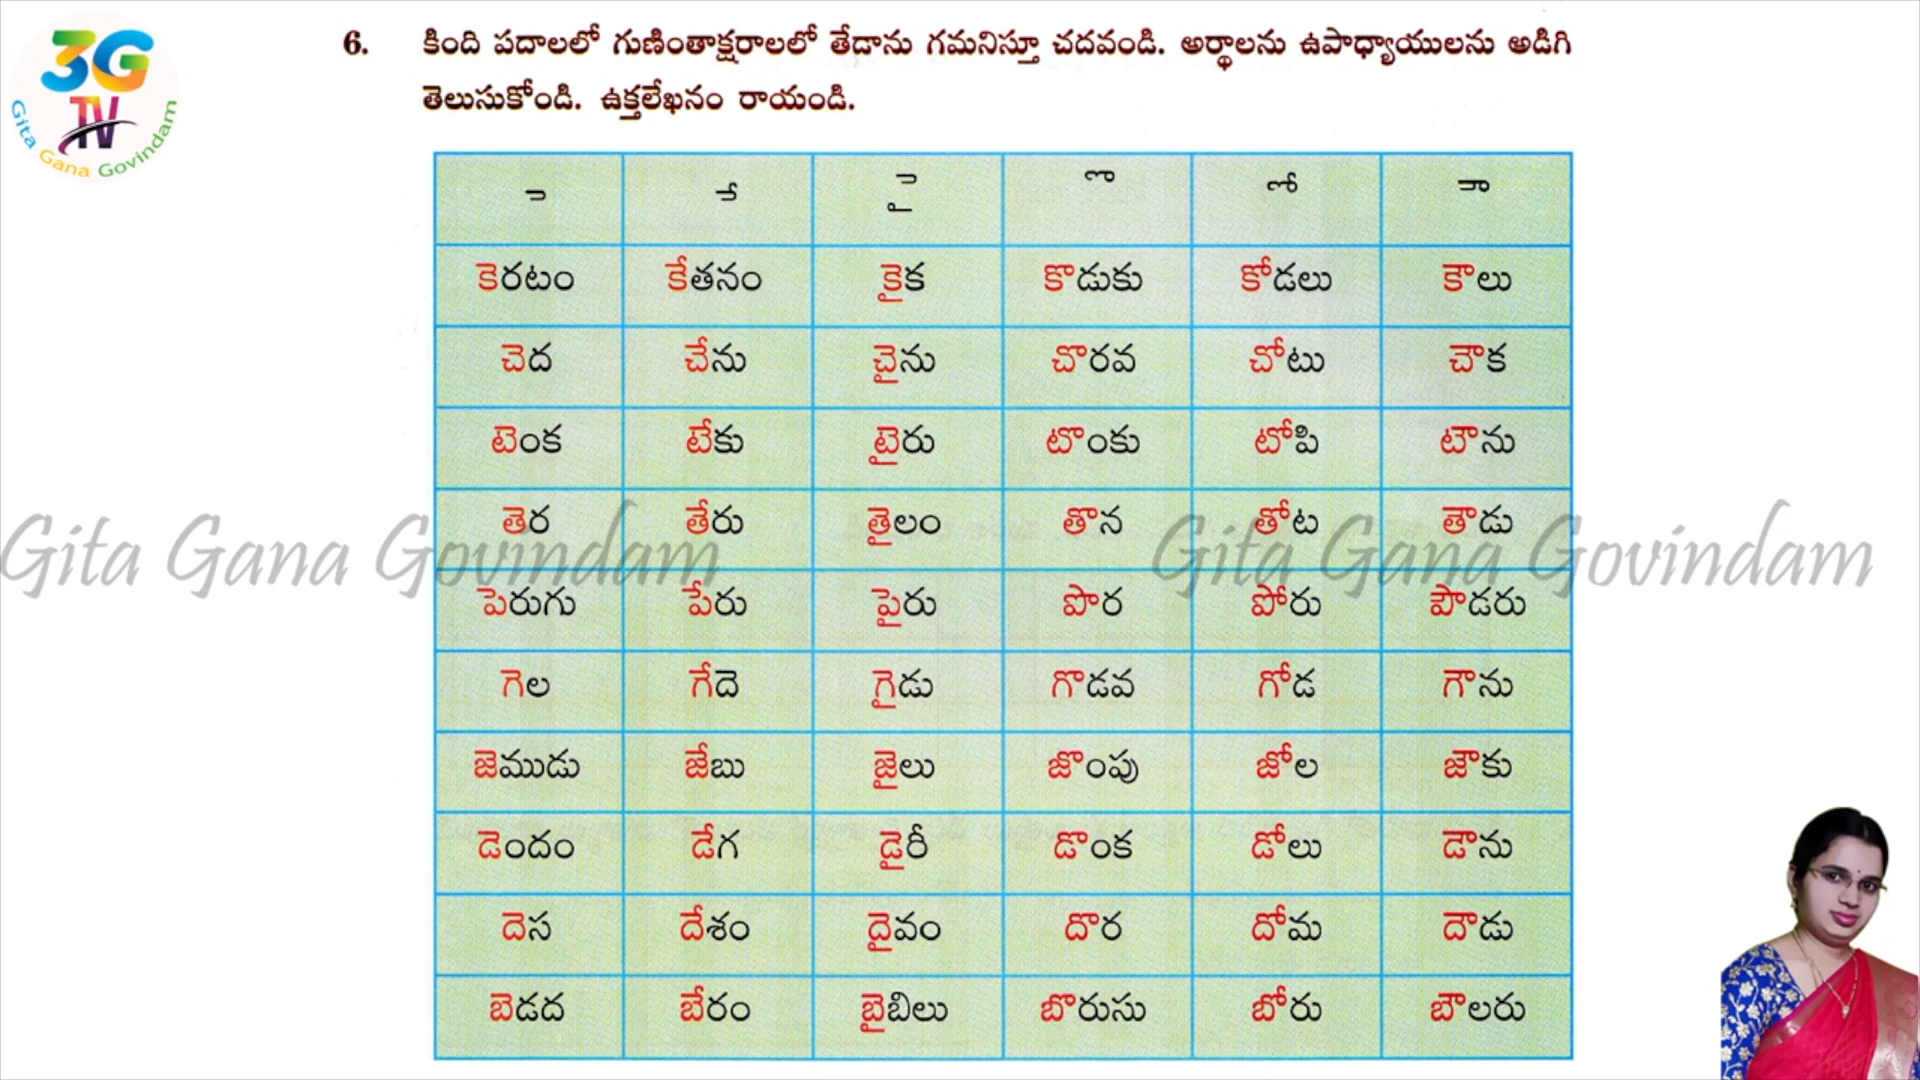 3G
TV
Gita Gana Govindam
6. కింది పదాలలో గుణింతాక్షరాలలో తేడాను గమనిస్తూ చదవండి. అర్థాలను ఉపాధ్యాయులను అడిగి
తెలుసుకోండి. ఉక్తలేఖనం రాయండి.
ె ే ై ొ ో ౌ
కెరటం కేతనం కైక కొడుకు కోడలు కౌలు
చెద చేను చైను చొరవ చోటు చౌక
టెంక టేకు టైరు టొంకు టోపి టౌను
తెర తేరు తైలం తొన తోట తౌడు
Gita Gana Govindam Gita Gana Govindam
పెరుగు పేరు పైరు పొర పోరు పౌడరు
గెల గేదె గైడు గొడవ గోడ గౌను
జెముడు జేబు జైలు జొంపు జోల జౌకు
డెందం డేగ డైరీ డొంక డోలు డౌను
దెస దేశం దైవం దొర దోమ దౌడు
బెడద బేరం బైబిలు బొరుసు బోరు బౌలరు